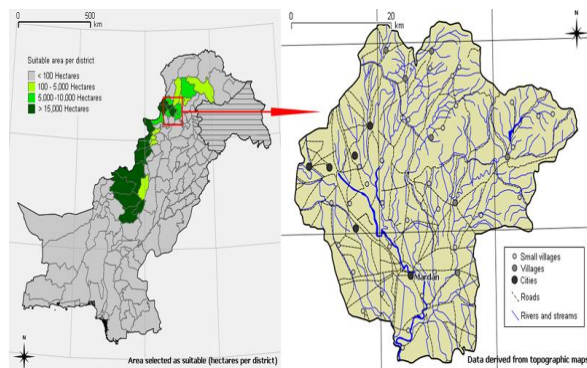 0 500
km
Suitable area per district
< 100 Hectares
100 - 5,000 Hectares
5,000-10,000 Hectares
> 15,000 Hectares
N
Area selected as suitable (hectares per district)
0 20
km
N
Mardan
Small villages
Villages
Cities
Roads
Rivers and streams
Data derived from topographic maps